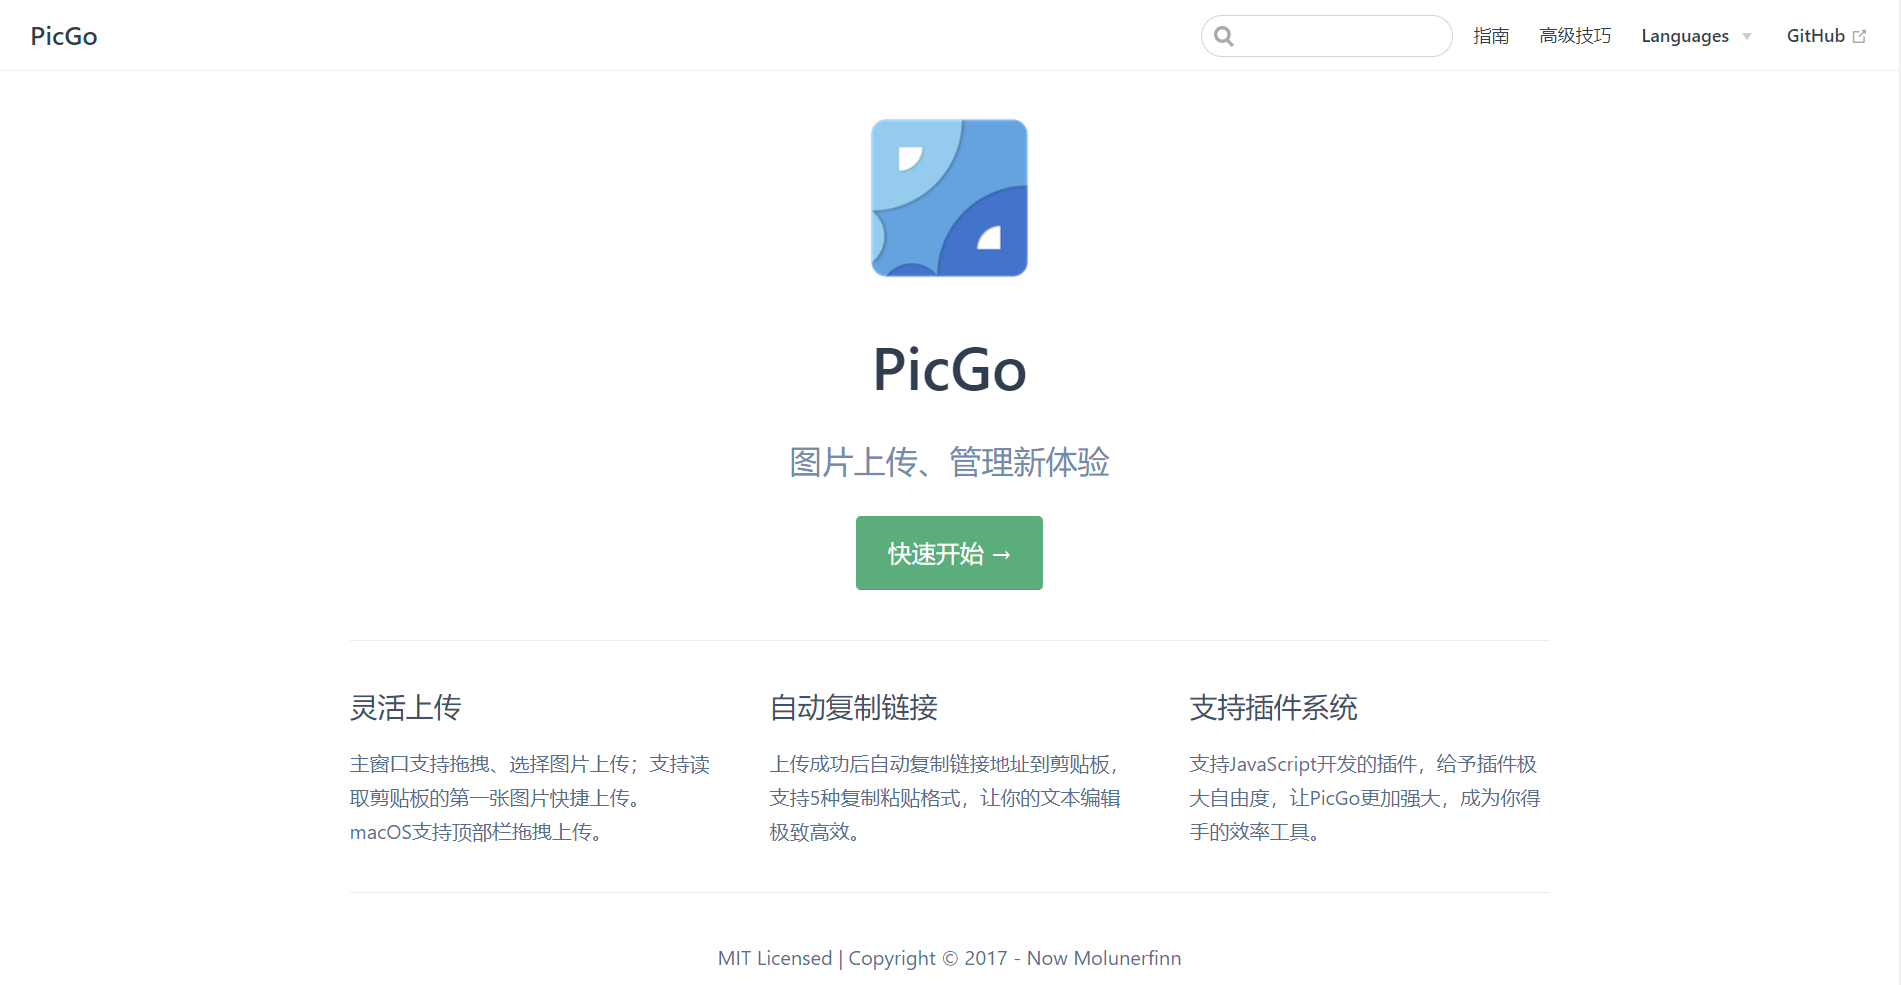 PicGo
指南
高级技巧
Languages
GitHub
PicGo
图片上传、管理新体验
快速开始 →
灵活上传
主窗口支持拖拽、选择图片上传；支持读
取剪贴板的第一张图片快捷上传。
macOS支持顶部栏拖拽上传。
自动复制链接
上传成功后自动复制链接地址到剪贴板，
支持5种复制粘贴格式，让你的文本编辑
极致高效。
支持插件系统
支持JavaScript开发的插件，给予插件极
大自由度，让PicGo更加强大，成为你得
手的效率工具。
MIT Licensed | Copyright © 2017 - Now Molunerfinn